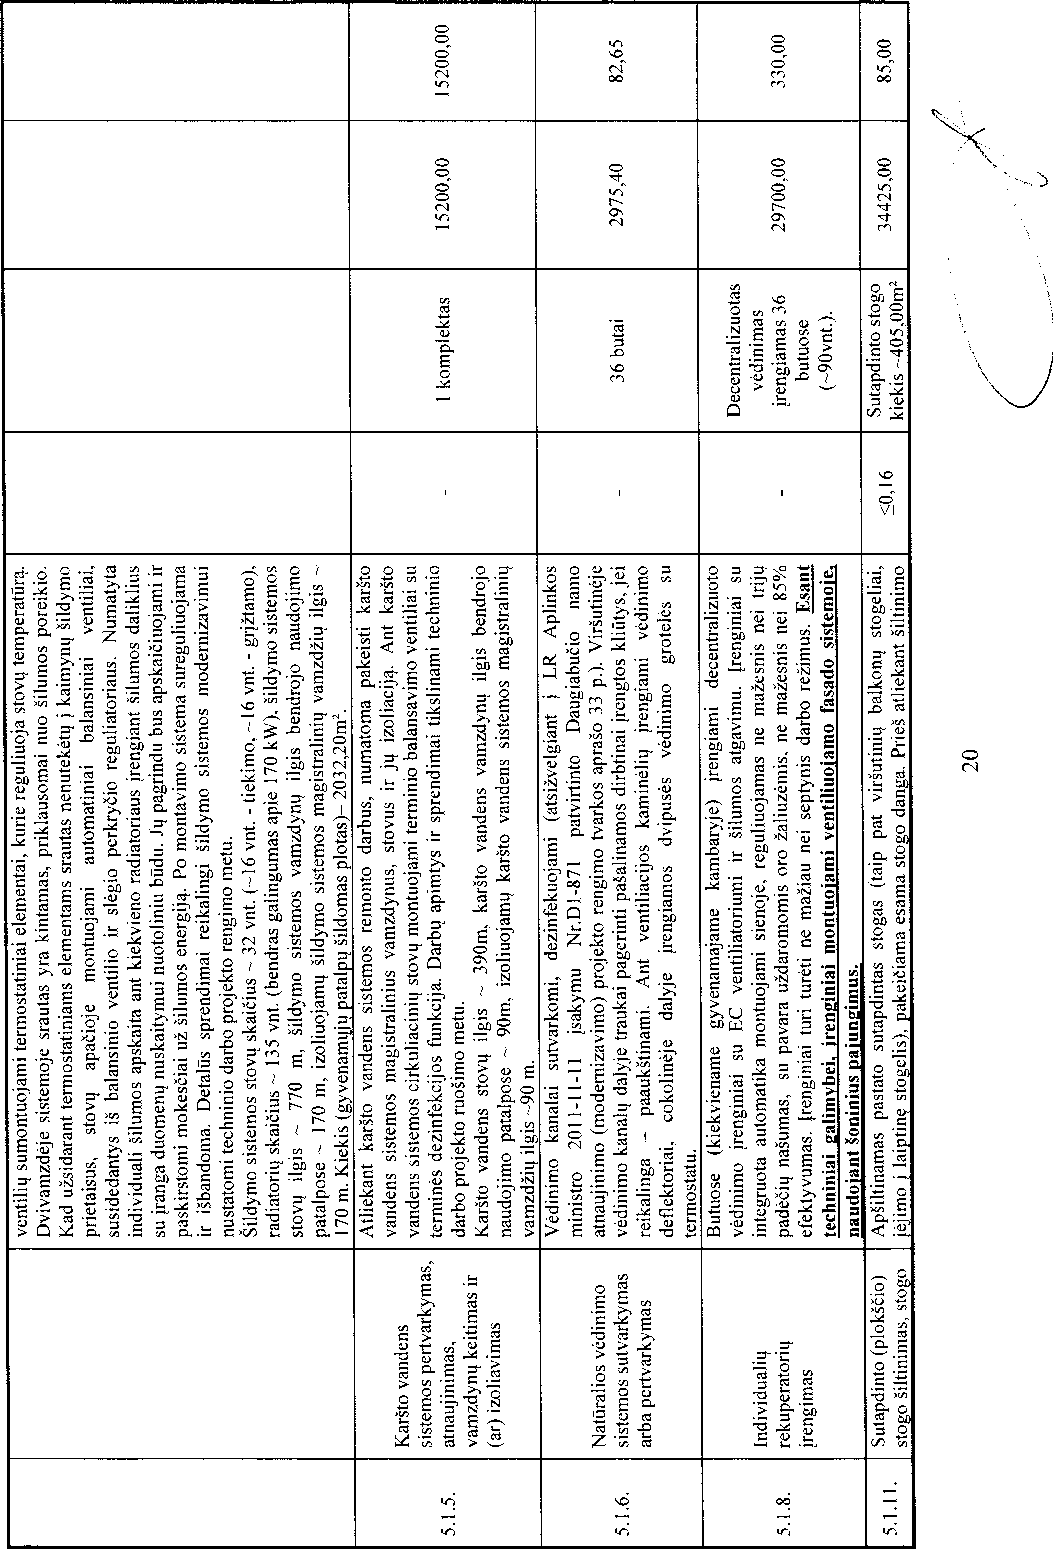 ventilių sumontuojami termostatiniai elementai, kurie reguliuoja stovų temperatūrą.
Dvivamzdėje sistemoje srautas yra kintamas, priklausomai nuo šilumos poreikio.
Kad užsidarant termostatiniams elementams srautas nenutekėtų į kaimynų šildymo
prietaisus, stovų apačioje montuojami automatiniai balansiniai ventiliai,
susidedantys iš balansinio ventilio ir slėgio perkryčio reguliatoriaus. Numatyta
individuali šilumos apskaita ant kiekvieno radiatoriaus įrengiant šilumos daliklius
su įranga duomenų nuskaitymui nuotoliniu būdu. Jų pagrindu bus apskaičiuojami ir
paskirstomi mokesčiai už šilumos energiją. Po montavimo sistema sureguliuojama
ir išbandoma. Detalūs sprendimai reikalingi šildymo sistemos modernizavimui
nustatomi techninio darbo projekto rengimo metu.
Šildymo sistemos stovų skaičius ~ 32 vnt. (~16 vnt. - tiekimo, ~16 vnt. - grįžtamo),
radiatorių skaičius ~ 135 vnt. (bendras galingumas apie 170 kW), šildymo sistemos
stovų ilgis ~ 770 m, šildymo sistemos vamzdynų ilgis bendrojo naudojimo
patalpose ~ 170 m, izoliuojamų šildymo sistemos magistralinių vamzdžių ilgis ~
170 m. Kiekis (gyvenamųjų patalpų šildomas plotas)– 2032,20m².
5.1.5.
Karšto vandens
sistemos pertvarkymas,
atnaujinimas,
vamzdynų keitimas ir
(ar) izoliavimas
Atliekant karšto vandens sistemos remonto darbus, numatoma pakeisti karšto
vandens sistemos magistralinius vamzdynus, stovus ir jų izoliaciją. Ant karšto
vandens sistemos cirkuliacinių stovų montuojami terminio balansavimo ventiliai su
terminės dezinfekcijos funkcija. Darbų apimtys ir sprendimai tikslinami techninio
darbo projekto ruošimo metu.
Karšto vandens stovų ilgis ~ 390m, karšto vandens vamzdynų ilgis bendrojo
naudojimo patalpose ~ 90m, izoliuojamų karšto vandens sistemos magistralinių
vamzdžių ilgis ~90 m.
-
1 komplektas
15200,00
15200,00
5.1.6.
Natūralios vėdinimo
sistemos sutvarkymas
arba pertvarkymas
Vėdinimo kanalai sutvarkomi, dezinfekuojami (atsižvelgiant į LR Aplinkos
ministro 2011-11-11 įsakymu Nr.D1-871 patvirtinto Daugiabučio namo
atnaujinimo (modernizavimo) projekto rengimo tvarkos aprašo 33 p.). Viršutinėje
vėdinimo kanalų dalyje traukai pagerinti pašalinamos dirbtinai įrengtos kliūtys, jei
reikalinga – paaukštinami. Ant ventiliacijos kaminėlių įrengiami vėdinimo
deflektoriai, cokolinėje dalyje įrengiamos dvipusės vėdinimo grotelės su
termostatu.
-
36 butai
2975,40
82,65
5.1.8.
Individualių
rekuperatorių
įrengimas
Butuose (kiekviename gyvenamajame kambaryje) įrengiami decentralizuoto
vėdinimo įrenginiai su EC ventiliatoriumi ir šilumos atgavimu. Įrenginiai su
integruota automatika montuojami sienoje, reguliuojamas ne mažesnis nei trijų
padėčių našumas, su pavara uždaromomis oro žaliuzėmis, ne mažesnis nei 85%
efektyvumas. Įrenginiai turi turėti ne mažiau nei septynis darbo režimus. Esant
techniniai galimybei, įrenginiai montuojami ventiliuojamo fasado sistemoje,
naudojant šoninius pajungimus.
-
Decentralizuotas
vėdinimas
įrengiamas 36
butuose
(~90vnt.).
29700,00
330,00
5.1.11.
Sutapdinto (plokščio)
stogo šiltinimas, stogo
Apšiltinamas pastato sutapdintas stogas (taip pat viršutinių balkonų stogeliai,
įėjimo į laiptinę stogelis), pakeičiama esama stogo danga. Prieš atliekant šiltinimo
≤0,16
Sutapdinto stogo
kiekis ~405,00m²
34425,00
85,00
20